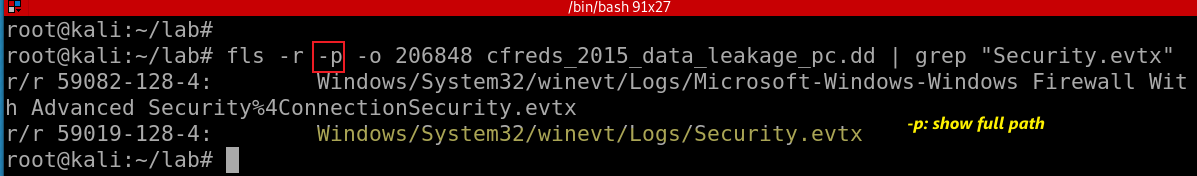 /bin/bash 91x27
root@kali:~/lab#
root@kali:~/lab# fls -r -p -o 206848 cfreds_2015_data_leakage_pc.dd | grep "Security.evtx"
r/r 59082-128-4:        Windows/System32/winevt/Logs/Microsoft-Windows-Windows Firewall Wit
h Advanced Security%4ConnectionSecurity.evtx
r/r 59019-128-4:        Windows/System32/winevt/Logs/Security.evtx
-p: show full path
root@kali:~/lab#